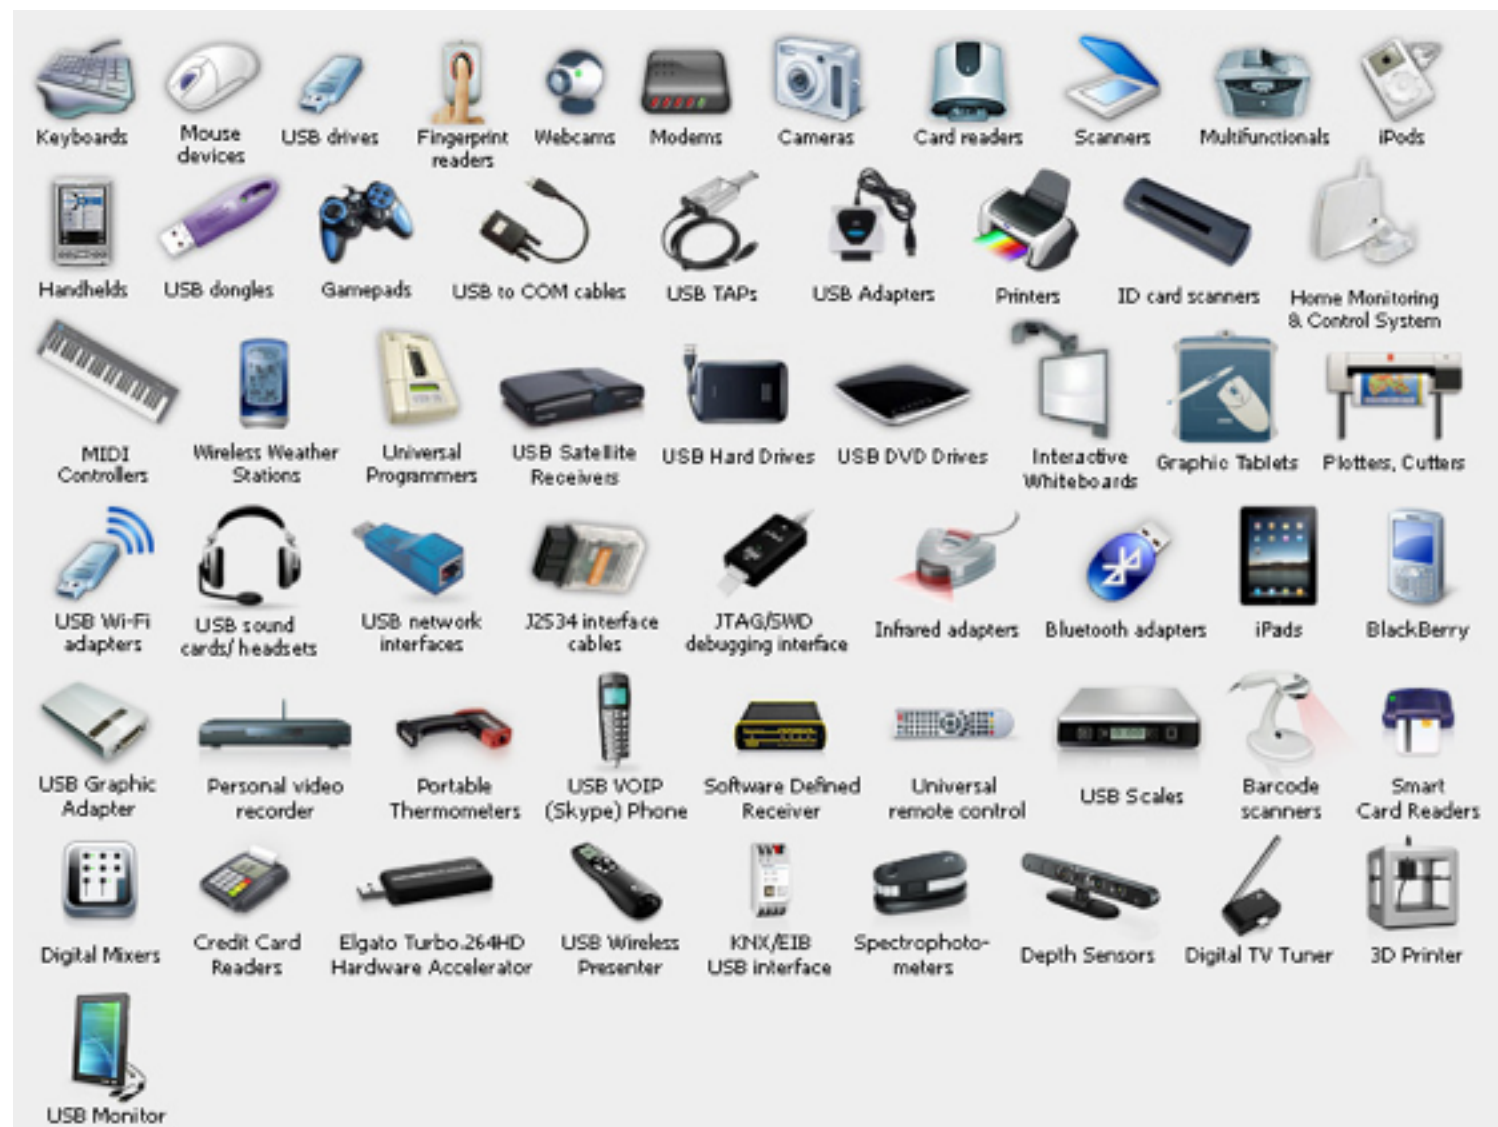 Keyboards
Mouse
devices
USB drives
Fingerprint
readers
Webcams
Modems
Cameras
Card readers
Scanners
Multifunctionals
iPods
Handhelds
USB dongles
Gamepads
USB to COM cables
USB TAPs
USB Adapters
Printers
ID card scanners
Home Monitoring
& Control System
MIDI
Controllers
Wireless Weather
Stations
Universal
Programmers
USB Satellite
Receivers
USB Hard Drives
USB DVD Drives
Interactive
Whiteboards
Graphic Tablets
Plotters, Cutters
USB Wi-Fi
adapters
USB sound
cards/ headsets
USB network
interfaces
J2534 interface
cables
JTAG/SWD
debugging interface
Infrared adapters
Bluetooth adapters
iPads
BlackBerry
USB Graphic
Adapter
Personal video
recorder
Portable
Thermometers
USB VOIP
(Skype) Phone
Software Defined
Receiver
Universal
remote control
USB Scales
Barcode
scanners
Smart
Card Readers
Digital Mixers
Credit Card
Readers
Elgato Turbo.264HD
Hardware Accelerator
USB Wireless
Presenter
KNX/EIB
USB interface
Spectrophoto-
meters
Depth Sensors
Digital TV Tuner
3D Printer
USB Monitor